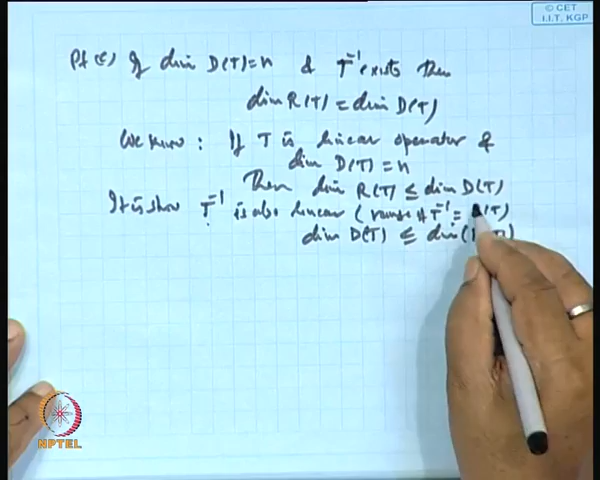 © CET
I.I.T. KGP
Pf (c) If dim D(T)=n & T⁻¹ exists then
dim R(T) = dim D(T)
We know : If T is linear operator &
dim D(T) = n
Then dim R(T) ≤ dim D(T)
It is show T⁻¹ is also linear ( range of T⁻¹ = D(T)
dim D(T) ≤ dim(
NPTEL